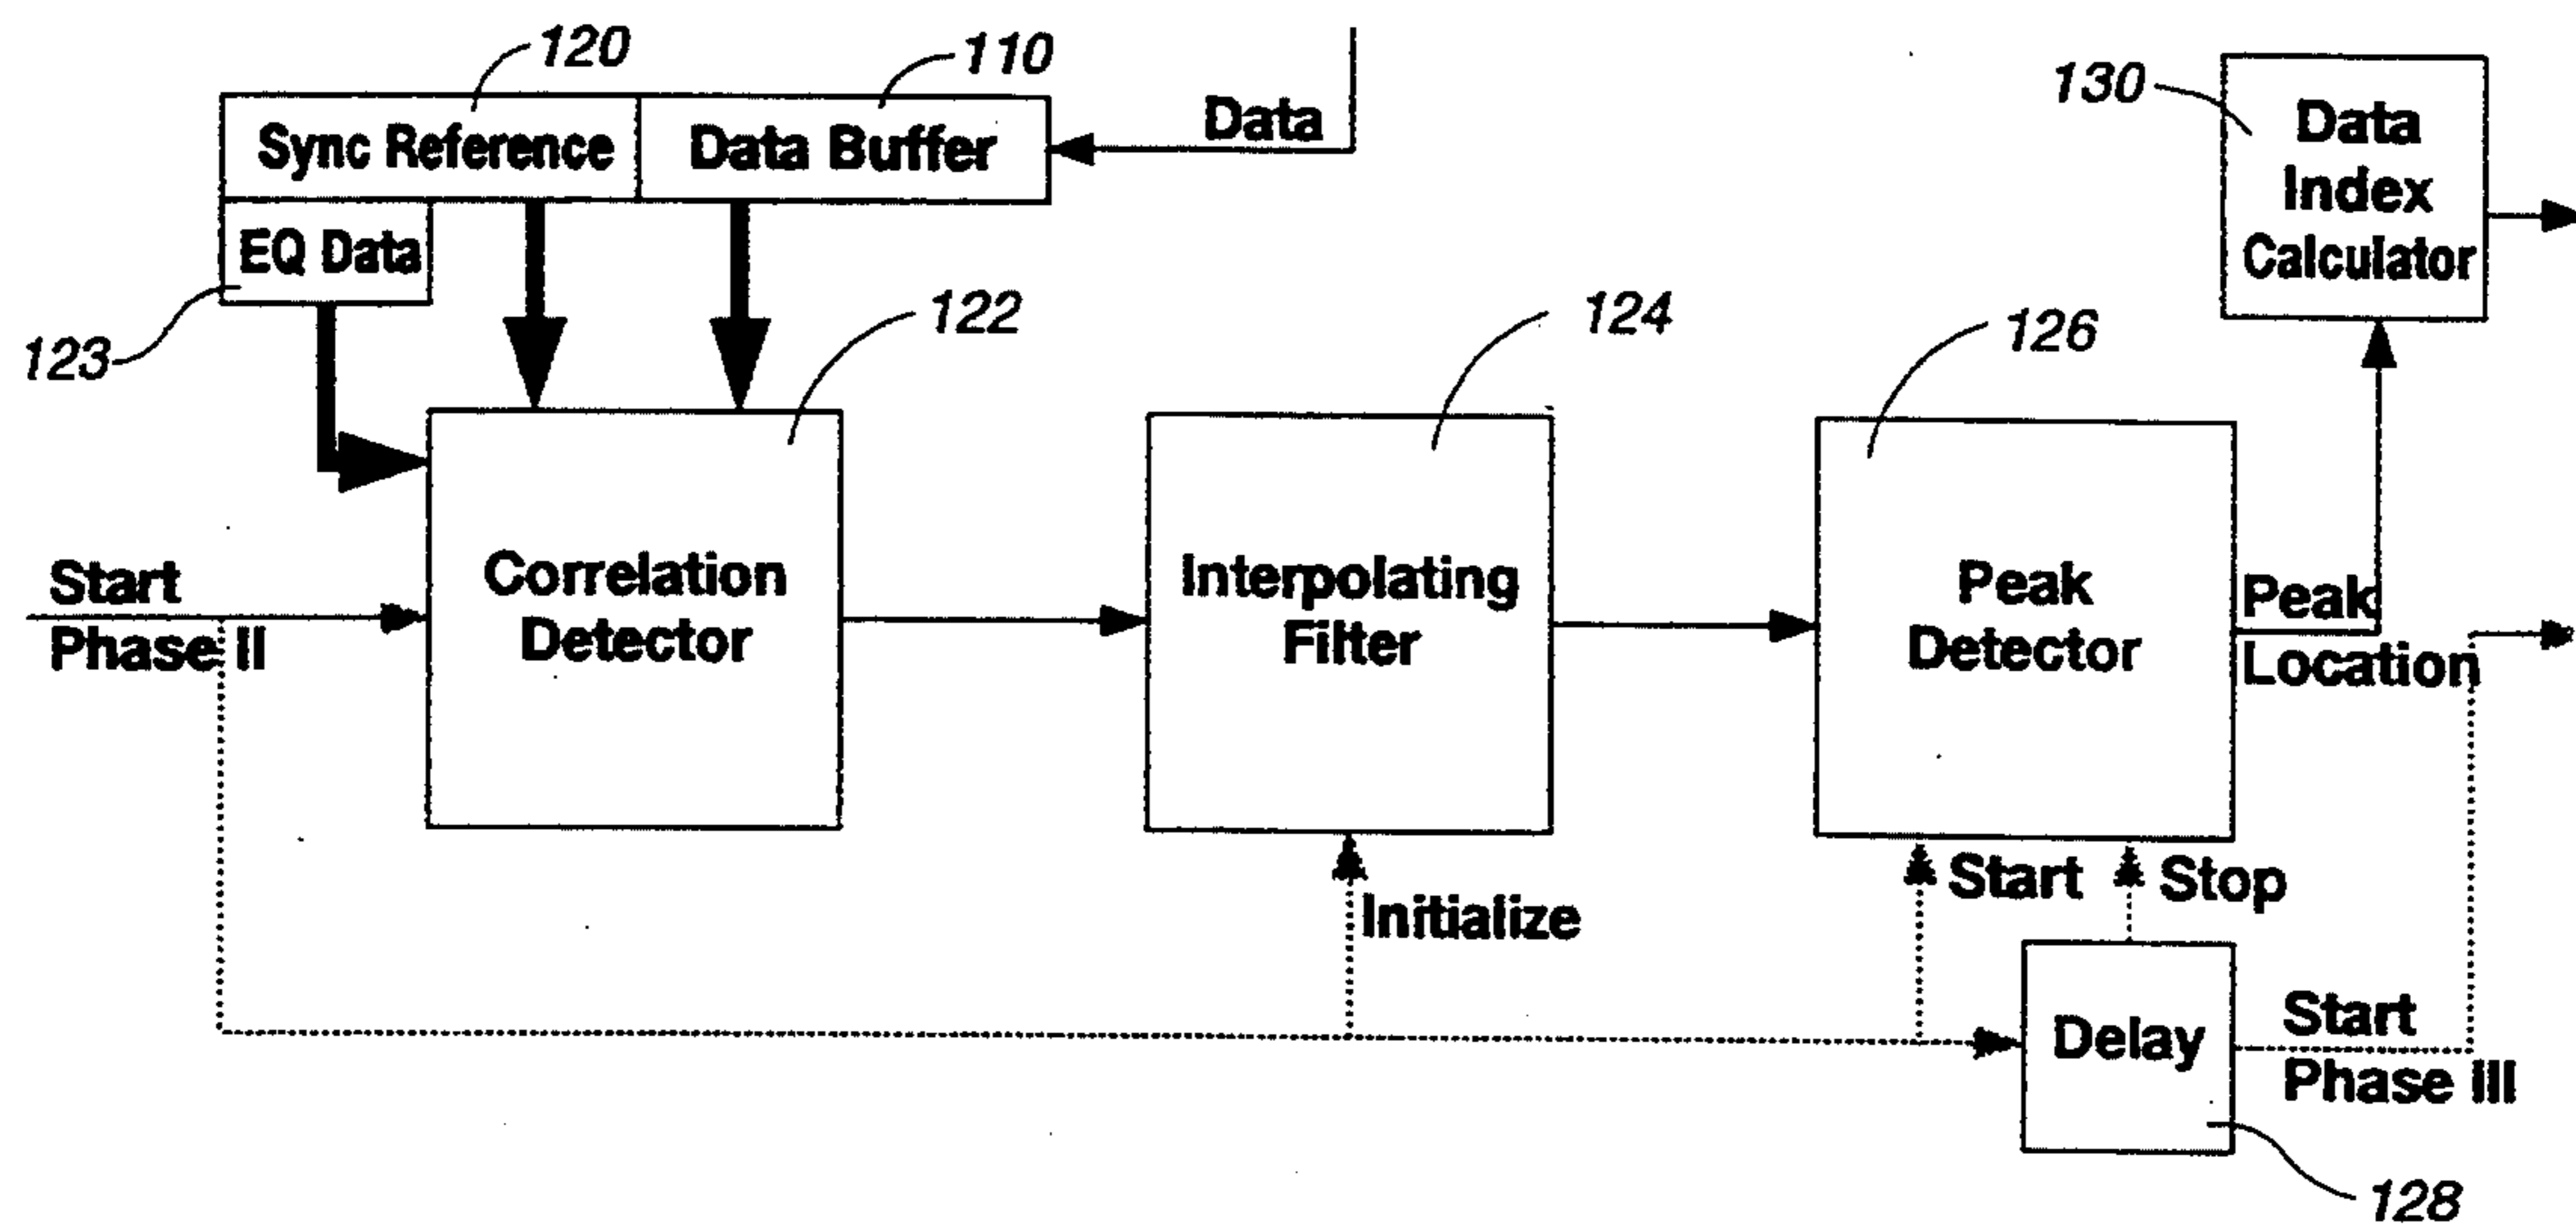 120
110
130
Sync Reference
Data Buffer
Data
Data
Index
Calculator
EQ Data
123
122
124
126
Start
Phase II
Correlation
Detector
Interpolating
Filter
Peak
Detector
Peak
Location
Initialize
Start
Stop
Delay
Start
Phase III
128